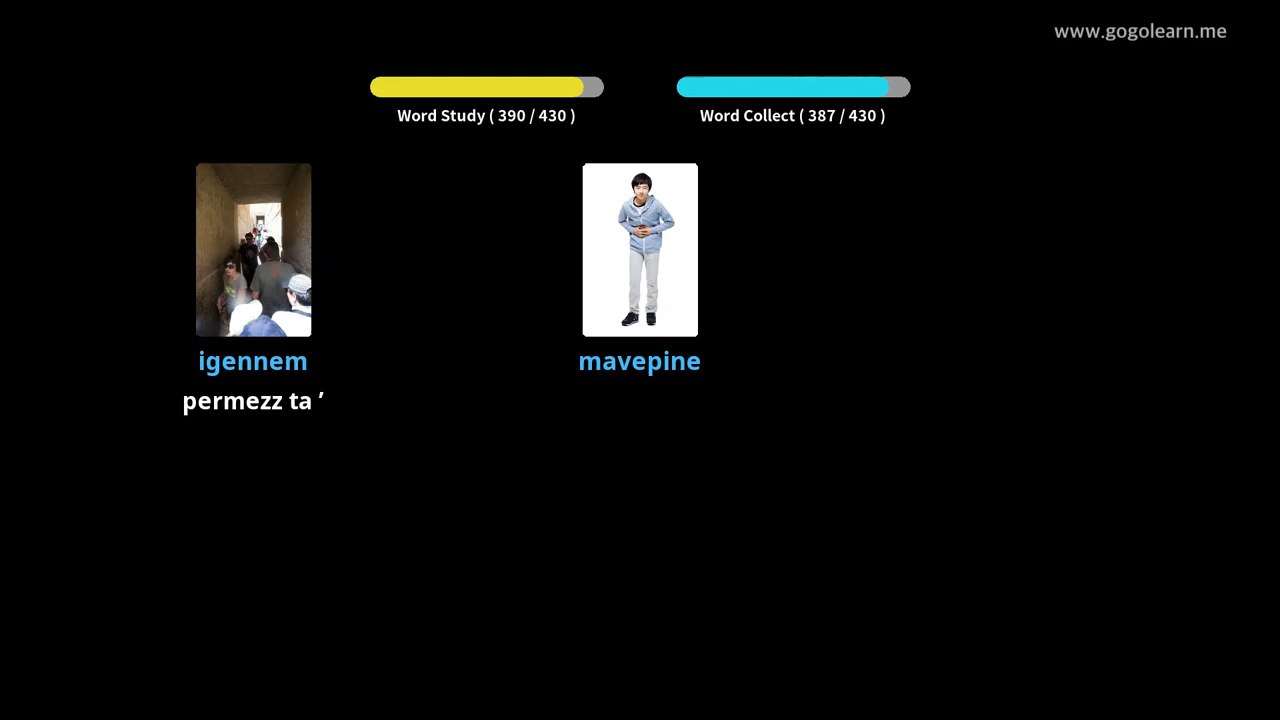 www.gogolearn.me
Word Study ( 390 / 430 )
Word Collect ( 387 / 430 )
igennem
mavepine
permezz ta ’